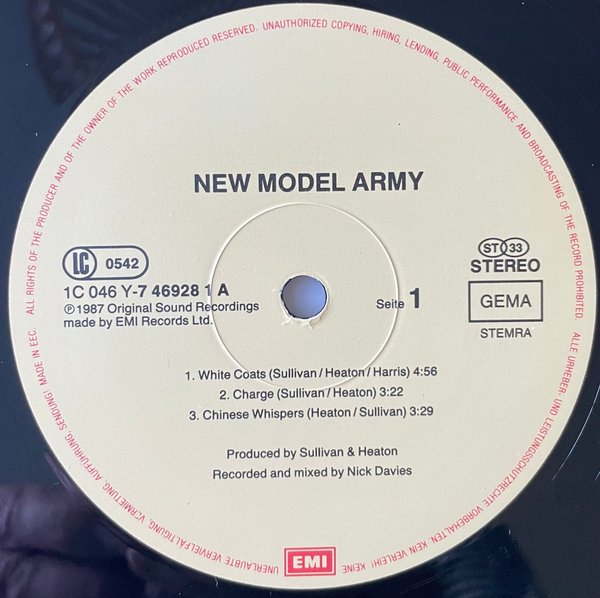 ALL RIGHTS OF THE PRODUCER AND OF THE OWNER OF THE WORK REPRODUCED RESERVED. UNAUTHORIZED COPYING, HIRING, LENDING, PUBLIC PERFORMANCE AND BROADCASTING OF THE RECORD PROHIBITED.
NEW MODEL ARMY
LC 0542
1C 046 Y-7 46928 1 A
℗ 1987 Original Sound Recordings
made by EMI Records Ltd.
Seite 1
ST 33
STEREO
GEMA
STEMRA
1. White Coats (Sullivan/Heaton/Harris) 4:56
2. Charge (Sullivan/Heaton) 3:22
3. Chinese Whispers (Heaton/Sullivan) 3:29
Produced by Sullivan & Heaton
Recorded and mixed by Nick Davies
ALLE URHEBER- UND LEISTUNGSSCHUTZRECHTE VORBEHALTEN. KEIN VERLEIH! KEINE UNERLAUBTE VERVIELFÄLTIGUNG, VERMIETUNG, AUFFÜHRUNG, SENDUNG! MADE IN EEC.
EMI